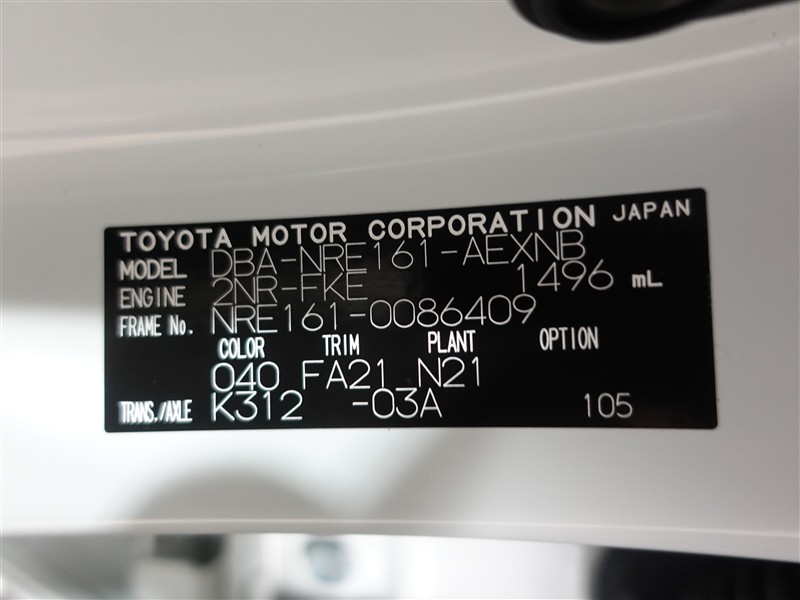 TOYOTA MOTOR CORPORATION JAPAN
MODEL DBA-NRE161-AEXNB
ENGINE 2NR-FKE 1496 mL
FRAME No. NRE161-0086409
COLOR TRIM PLANT OPTION
040 FA21 N21
TRANS./AXLE K312 -03A 105